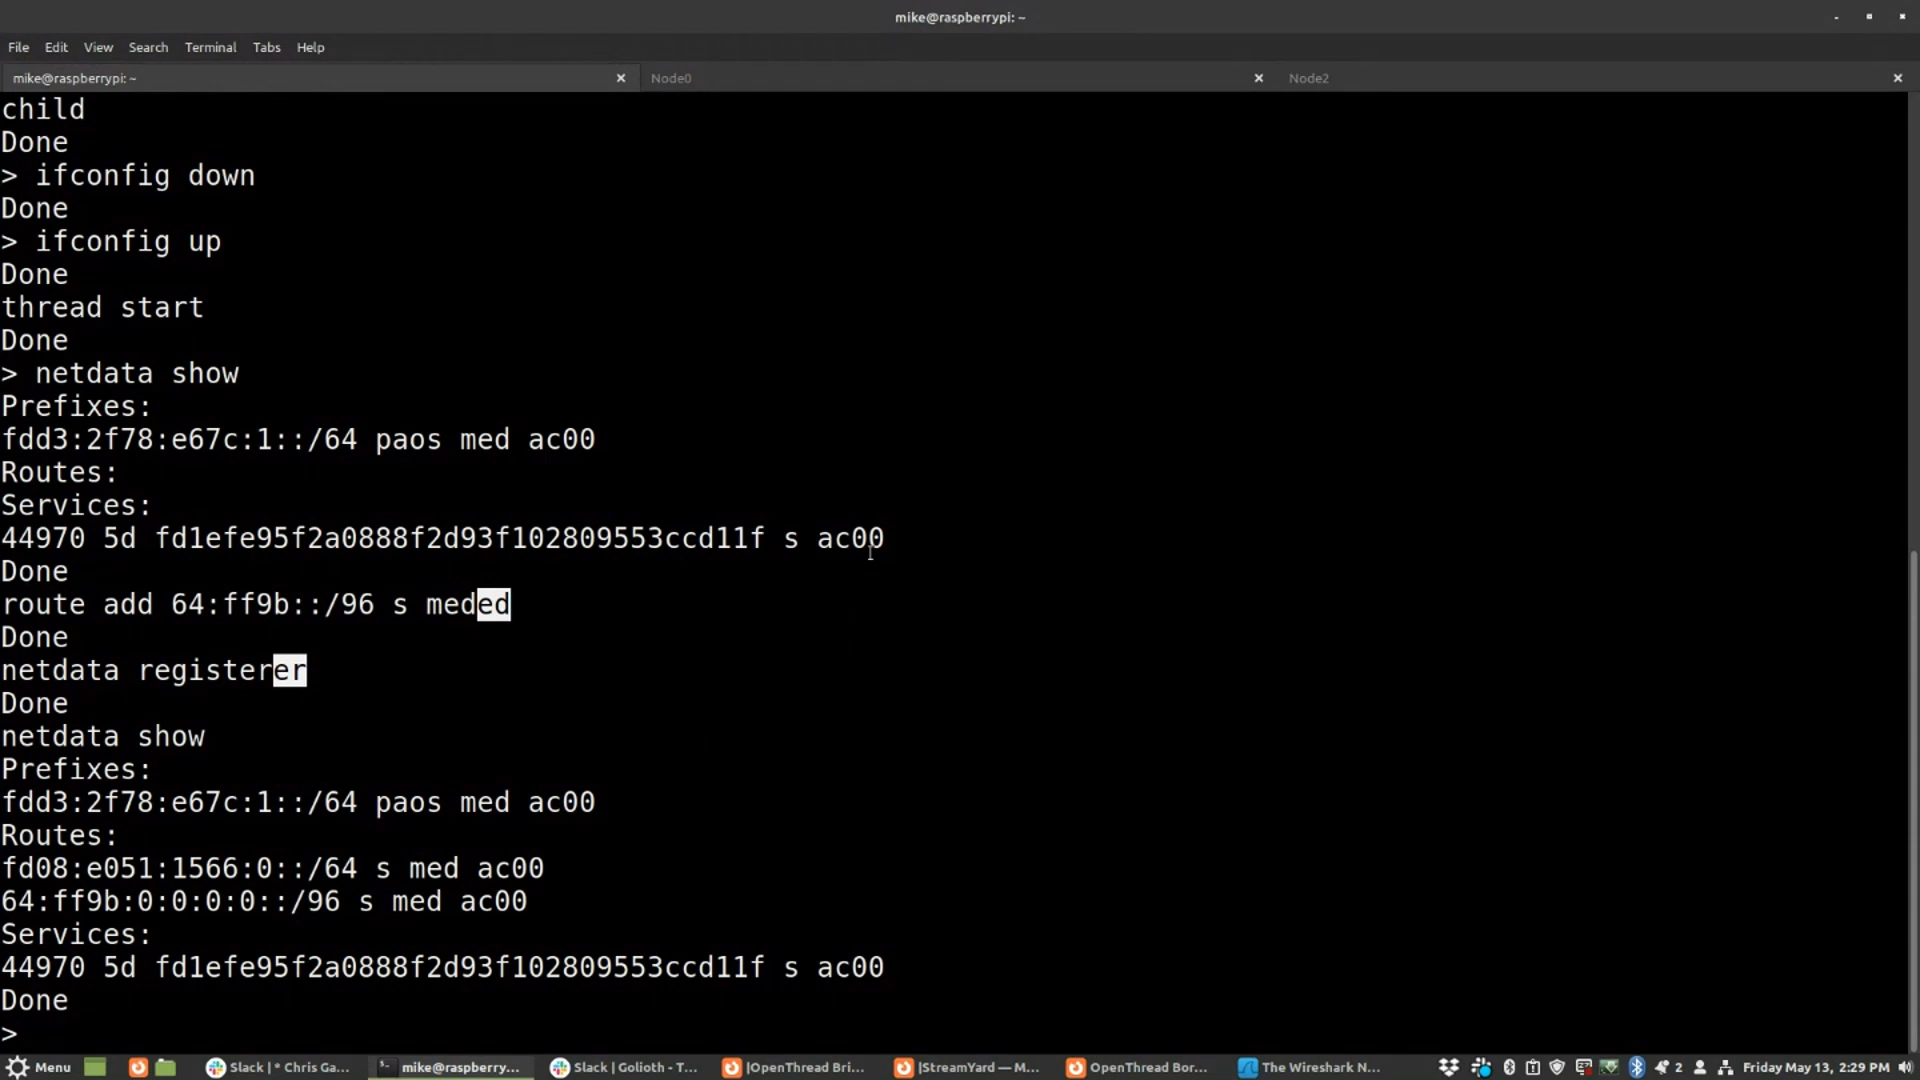 mike@raspberrypi: ~
File Edit View Search Terminal Tabs Help
mike@raspberrypi: ~ Node0 Node2
child
Done
> ifconfig down
Done
> ifconfig up
Done
thread start
Done
> netdata show
Prefixes:
fdd3:2f78:e67c:1::/64 paos med ac00
Routes:
Services:
44970 5d fd1efe95f2a0888f2d93f102809553ccd11f s ac00
Done
route add 64:ff9b::/96 s mededed
Done
netdata registererer
Done
netdata show
Prefixes:
fdd3:2f78:e67c:1::/64 paos med ac00
Routes:
fd08:e051:1566:0::/64 s med ac00
64:ff9b:0:0:0:0::/96 s med ac00
Services:
44970 5d fd1efe95f2a0888f2d93f102809553ccd11f s ac00
Done
>
Menu Slack | * Chris Ga... mike@raspberry... Slack | Golioth - T... |OpenThread Bri... |StreamYard — M... OpenThread Bor... The Wireshark N... 2 Friday May 13, 2:29 PM